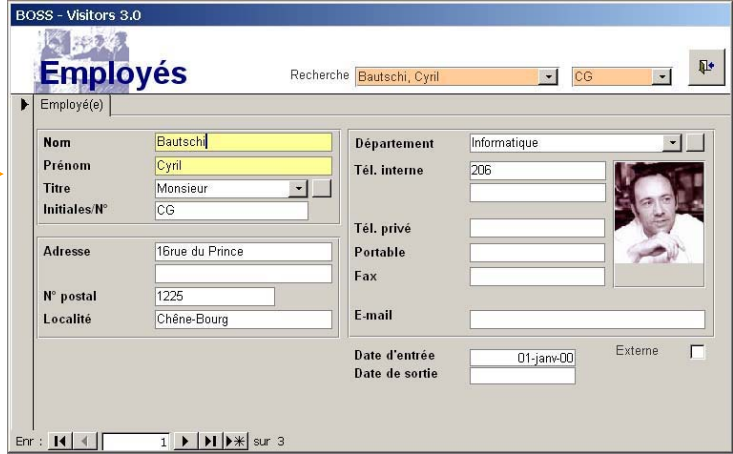 BOSS - Visitors 3.0
Employés
Recherche Bautschi, Cyril CG
Employé(e)
Nom Bautschi
Prénom Cyril
Titre Monsieur
Initiales/N° CG
Adresse 16rue du Prince
N° postal 1225
Localité Chêne-Bourg
Département Informatique
Tél. interne 206
Tél. privé
Portable
Fax
E-mail
Date d'entrée 01-janv-00 Externe
Date de sortie
Enr : 1 sur 3